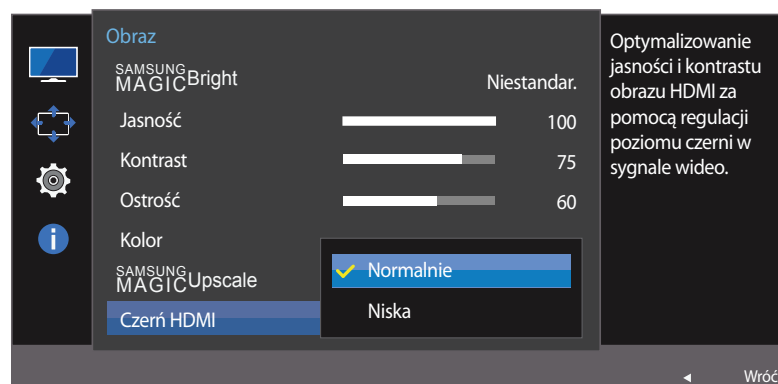 Obraz
SAMSUNG
MAGICBright
Niestandar.
Jasność
100
Kontrast
75
Ostrość
60
Kolor
SAMSUNG
MAGICUpscale
Czerń HDMI
Normalnie
Niska
Optymalizowanie
jasności i kontrastu
obrazu HDMI za
pomocą regulacji
poziomu czerni w
sygnale wideo.
Wróć